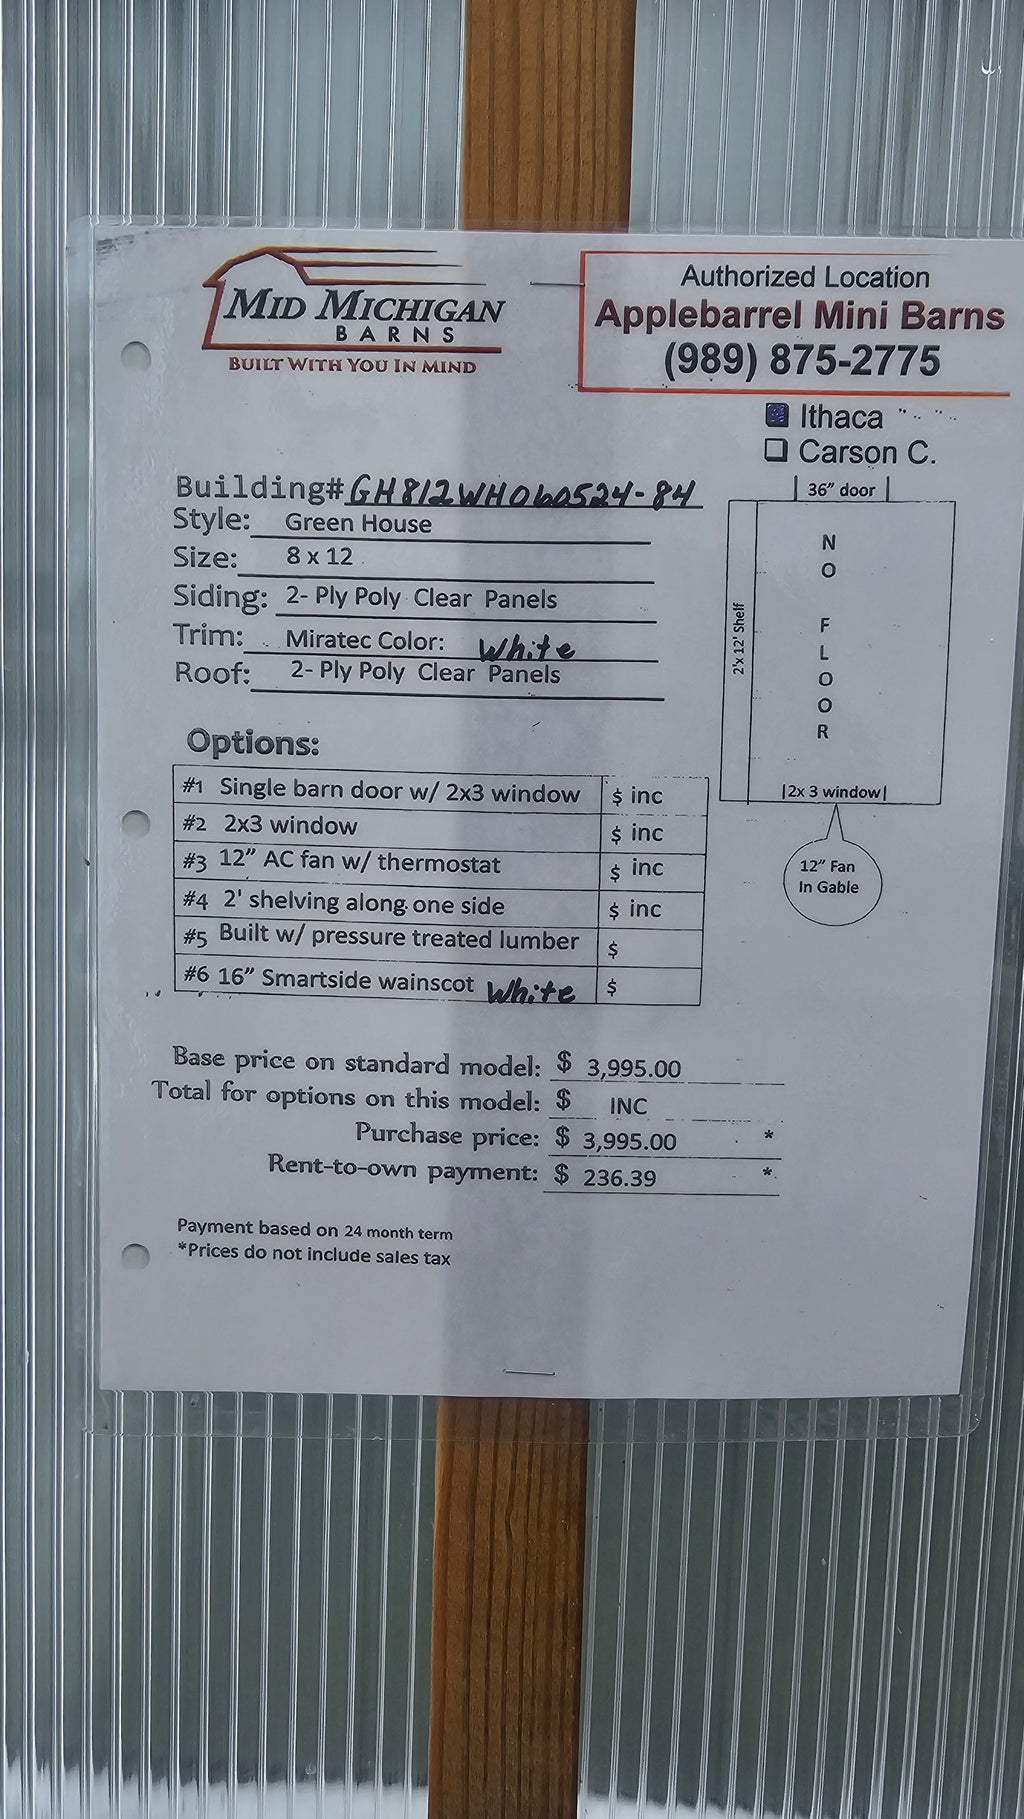 MID MICHIGAN
BARNS
BUILT WITH YOU IN MIND
Authorized Location
Applebarrel Mini Barns
(989) 875-2775
Ithaca
Carson C.
Building# GH812WH060524-84
Style: Green House
Size: 8 x 12
Siding: 2- Ply Poly Clear Panels
Trim: Miratec Color: White
Roof: 2- Ply Poly Clear Panels
36" door
NO FLOOR
2'x 12' Shelf
|2x 3 window|
12" Fan
In Gable
Options:
#1 Single barn door w/ 2x3 window $ inc
#2 2x3 window $ inc
#3 12" AC fan w/ thermostat $ inc
#4 2' shelving along one side $ inc
#5 Built w/ pressure treated lumber $
#6 16" Smartside wainscot White $
Base price on standard model: $ 3,995.00
Total for options on this model: $ INC
Purchase price: $ 3,995.00 *
Rent-to-own payment: $ 236.39 *
Payment based on 24 month term
*Prices do not include sales tax